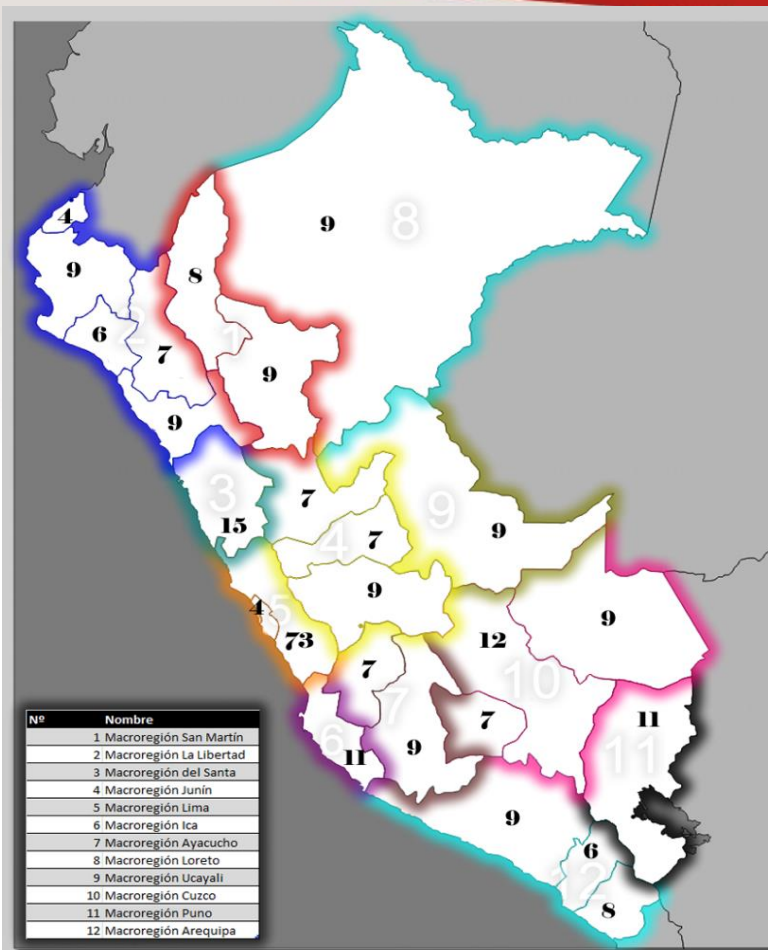 4
9
8
9
8
6
2
7
1
9
9
3
15
7
4
7
9
9
4
5
9
73
7
12
10
9
7
7
9
6
11
11
11
9
6
12
8
Nº Nombre
1 Macroregión San Martín
2 Macroregión La Libertad
3 Macroregión del Santa
4 Macroregión Junín
5 Macroregión Lima
6 Macroregión Ica
7 Macroregión Ayacucho
8 Macroregión Loreto
9 Macroregión Ucayali
10 Macroregión Cuzco
11 Macroregión Puno
12 Macroregión Arequipa